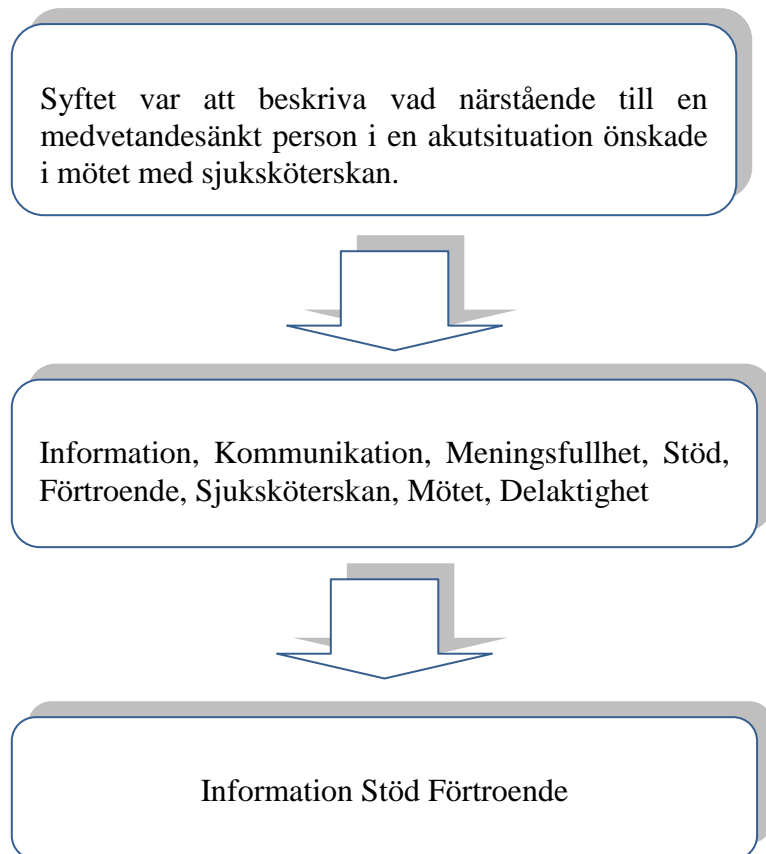 Syftet var att beskriva vad närstående till en
medvetandesänkt person i en akutsituation önskade
i mötet med sjuksköterskan.
Information, Kommunikation, Meningsfullhet, Stöd,
Förtroende, Sjuksköterskan, Mötet, Delaktighet
Information Stöd Förtroende